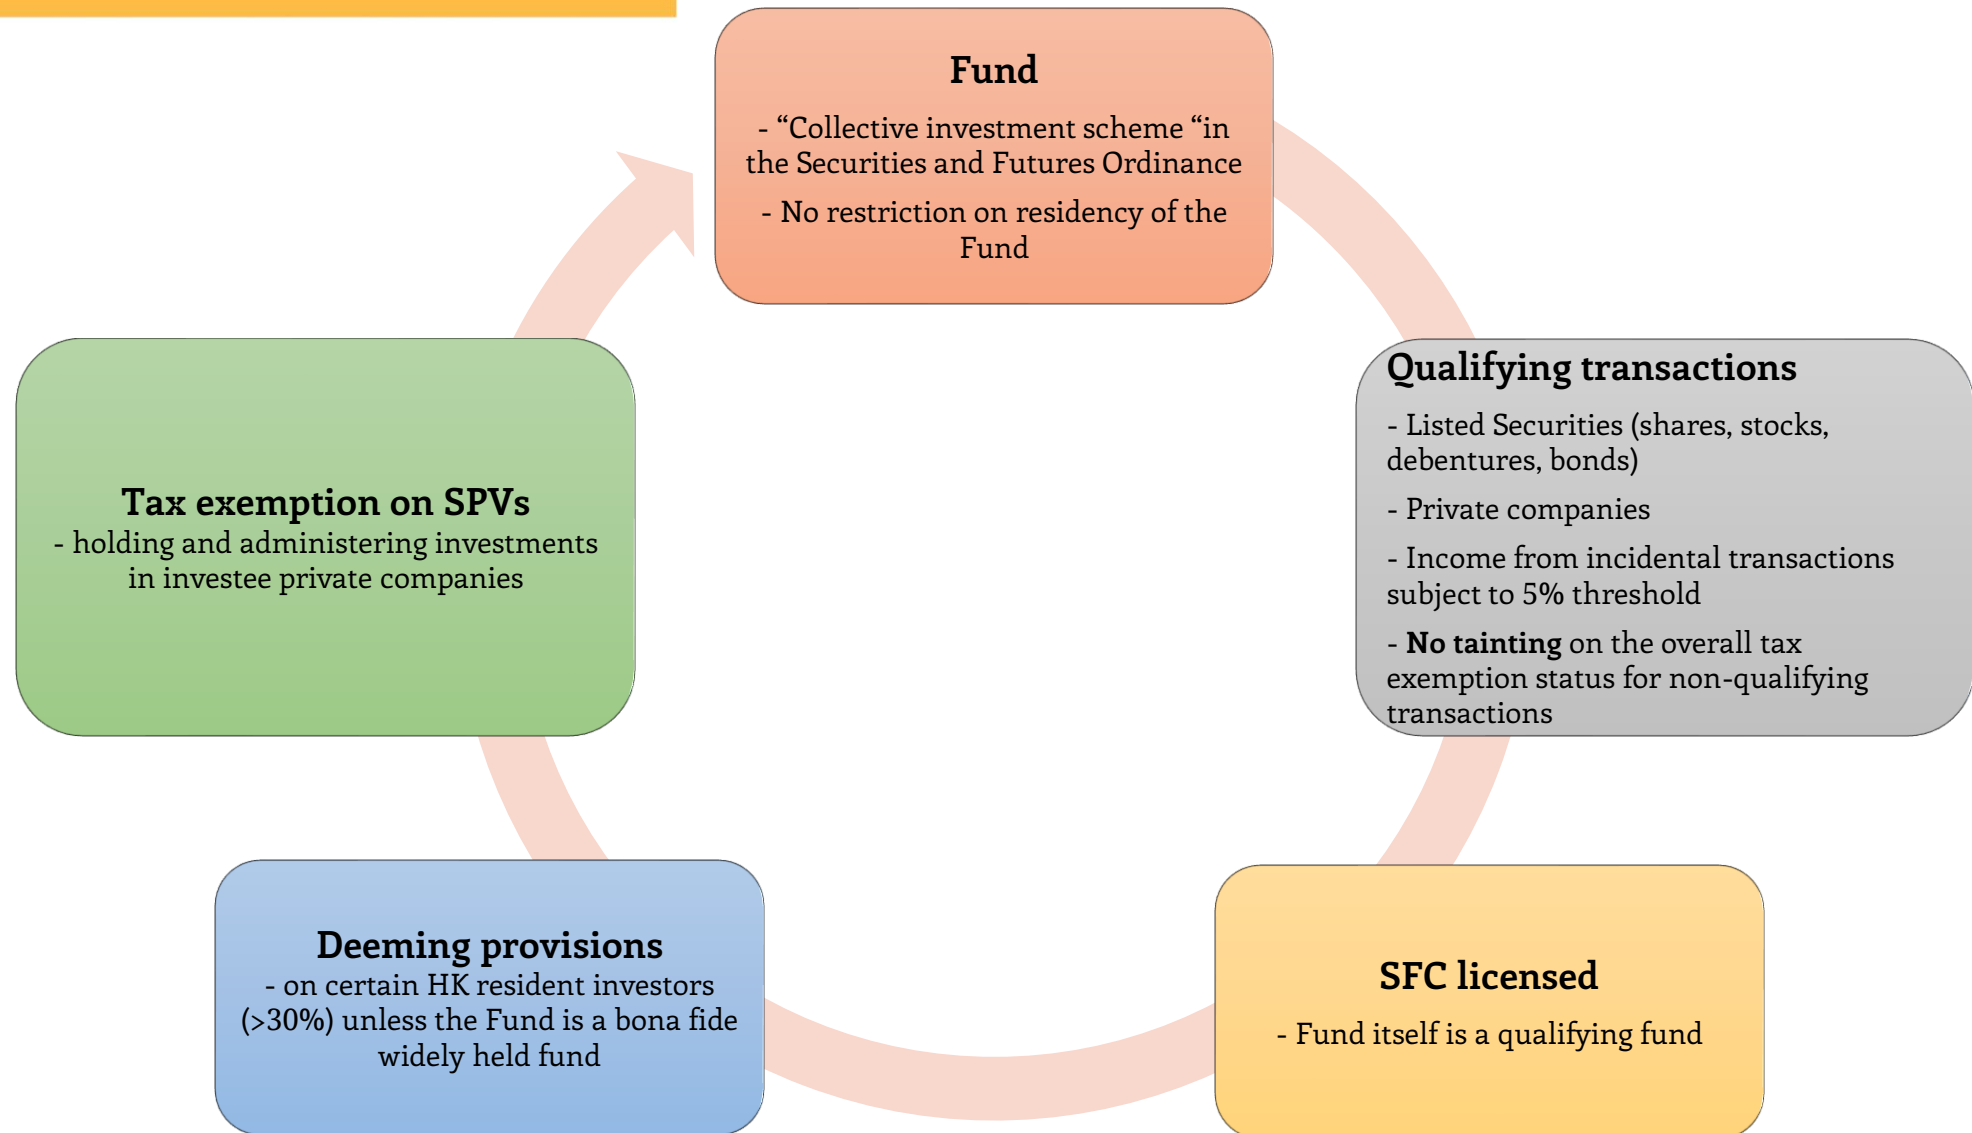 Fund
- “Collective investment scheme “in
the Securities and Futures Ordinance
- No restriction on residency of the
Fund
Qualifying transactions
- Listed Securities (shares, stocks,
debentures, bonds)
- Private companies
- Income from incidental transactions
subject to 5% threshold
- No tainting on the overall tax
exemption status for non-qualifying
transactions
SFC licensed
- Fund itself is a qualifying fund
Deeming provisions
- on certain HK resident investors
(>30%) unless the Fund is a bona fide
widely held fund
Tax exemption on SPVs
- holding and administering investments
in investee private companies